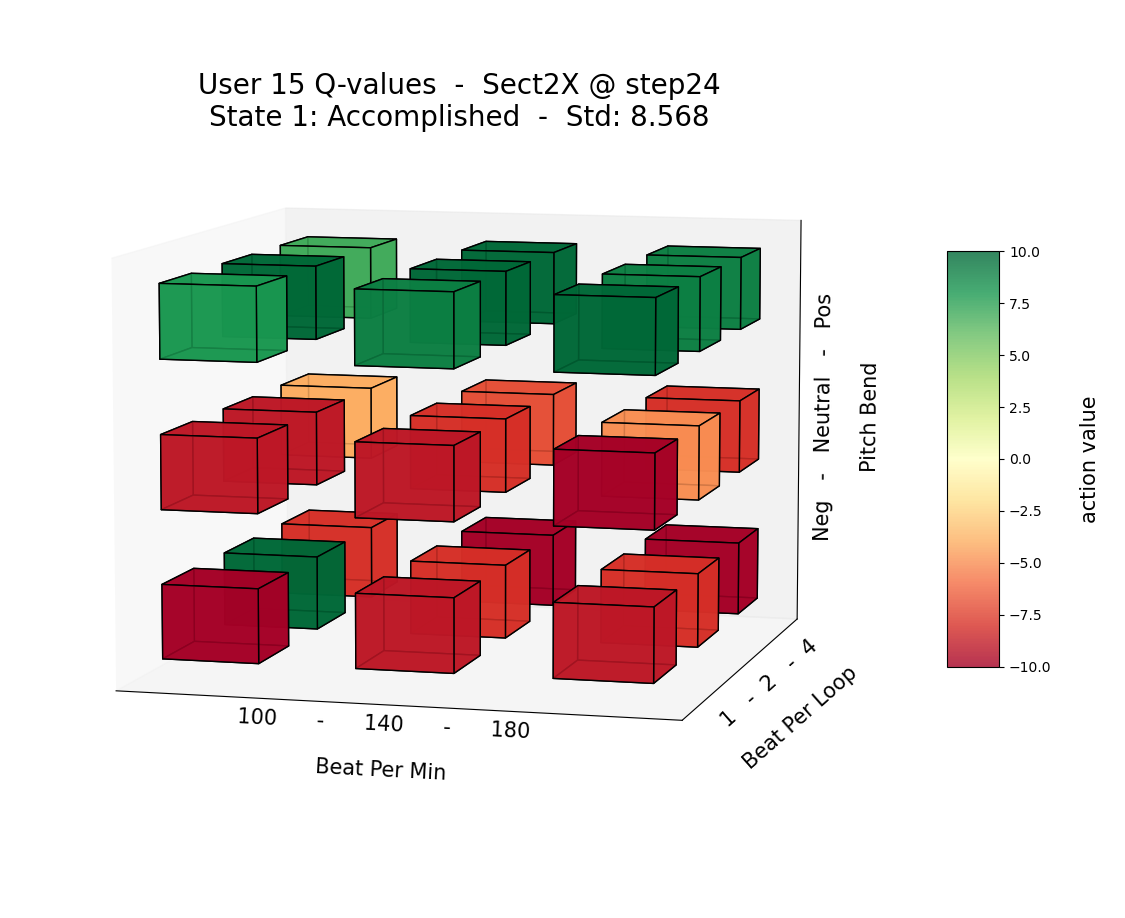 User 15 Q-values  -  Sect2X @ step24
State 1: Accomplished  -  Std: 8.568
Neg   -   Neutral   -   Pos
Pitch Bend
1  -  2  -  4
Beat Per Loop
100      -      140      -      180
Beat Per Min
10.0
7.5
5.0
2.5
0.0
−2.5
−5.0
−7.5
−10.0
action value